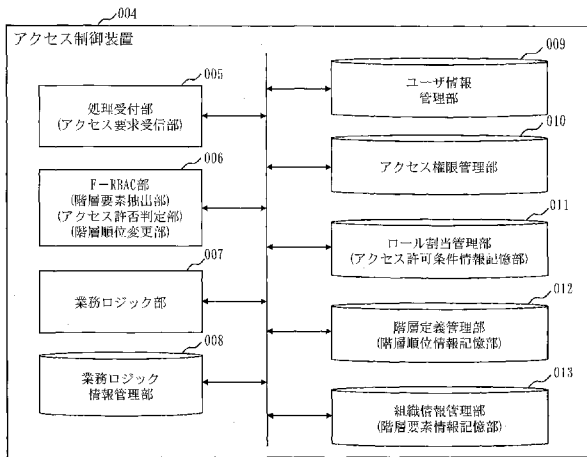 004
アクセス制御装置
005
処理受付部
(アクセス要求受信部)
006
F－RBAC部
(階層要素抽出部)
(アクセス許否判定部)
(階層順位変更部)
007
業務ロジック部
008
業務ロジック
情報管理部
009
ユーザ情報
管理部
010
アクセス権限管理部
011
ロール割当管理部
(アクセス許可条件情報記憶部)
012
階層定義管理部
(階層順位情報記憶部)
013
組織情報管理部
(階層要素情報記憶部)